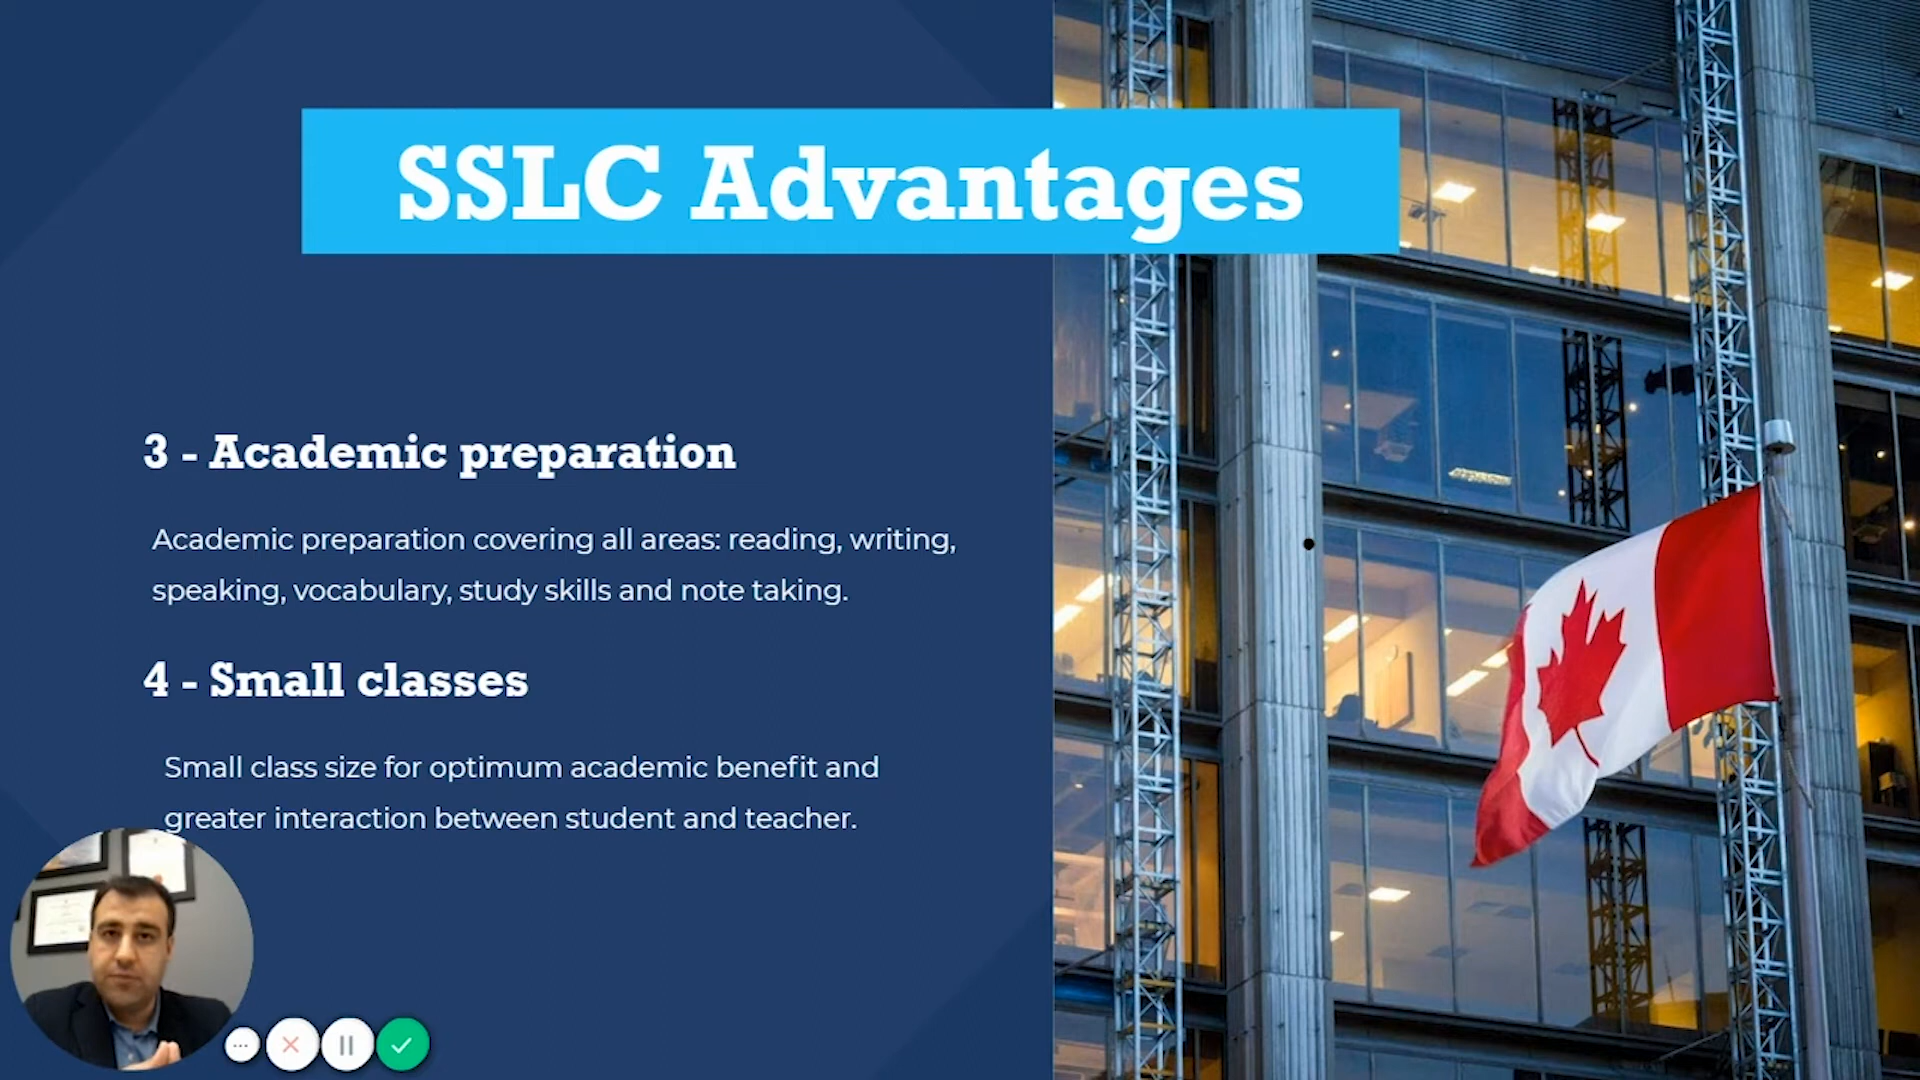 SSLC Advantages
3 - Academic preparation
Academic preparation covering all areas: reading, writing,
speaking, vocabulary, study skills and note taking.
4 - Small classes
Small class size for optimum academic benefit and
greater interaction between student and teacher.